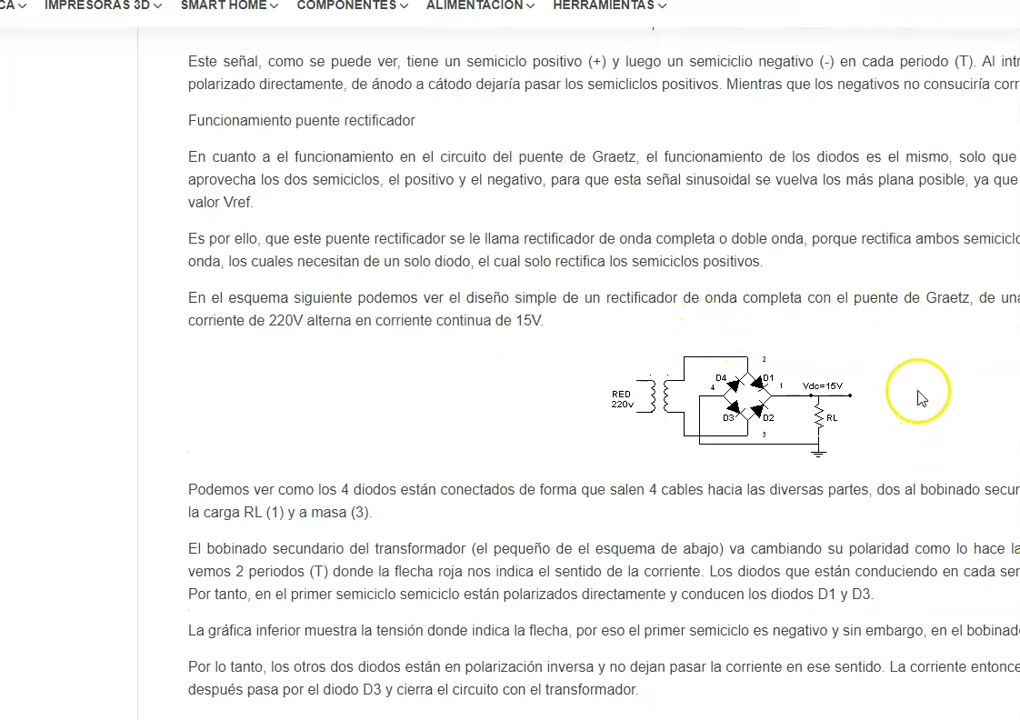 CA IMPRESORAS 3D SMART HOME COMPONENTES ALIMENTACIÓN HERRAMIENTAS
Este señal, como se puede ver, tiene un semiciclo positivo (+) y luego un semiciclio negativo (-) en cada periodo (T). Al intr
polarizado directamente, de ánodo a cátodo dejaría pasar los semicliclos positivos. Mientras que los negativos no consuciría corr
Funcionamiento puente rectificador
En cuanto a el funcionamiento en el circuito del puente de Graetz, el funcionamiento de los diodos es el mismo, solo que
aprovecha los dos semiciclos, el positivo y el negativo, para que esta señal sinusoidal se vuelva los más plana posible, ya que
valor Vref.
Es por ello, que este puente rectificador se le llama rectificador de onda completa o doble onda, porque rectifica ambos semiciclo
onda, los cuales necesitan de un solo diodo, el cual solo rectifica los semiciclos positivos.
En el esquema siguiente podemos ver el diseño simple de un rectificador de onda completa con el puente de Graetz, de una
corriente de 220V alterna en corriente continua de 15V.
2
D4 D1
4 1 Vdc=15V
RED
220v
D3 D2 RL
3
Podemos ver como los 4 diodos están conectados de forma que salen 4 cables hacia las diversas partes, dos al bobinado secun
la carga RL (1) y a masa (3).
El bobinado secundario del transformador (el pequeño de el esquema de abajo) va cambiando su polaridad como lo hace la
vemos 2 periodos (T) donde la flecha roja nos indica el sentido de la corriente. Los diodos que están conduciendo en cada sem
Por tanto, en el primer semiciclo semiciclo están polarizados directamente y conducen los diodos D1 y D3.
La gráfica inferior muestra la tensión donde indica la flecha, por eso el primer semiciclo es negativo y sin embargo, en el bobinad
Por lo tanto, los otros dos diodos están en polarización inversa y no dejan pasar la corriente en ese sentido. La corriente entonce
después pasa por el diodo D3 y cierra el circuito con el transformador.